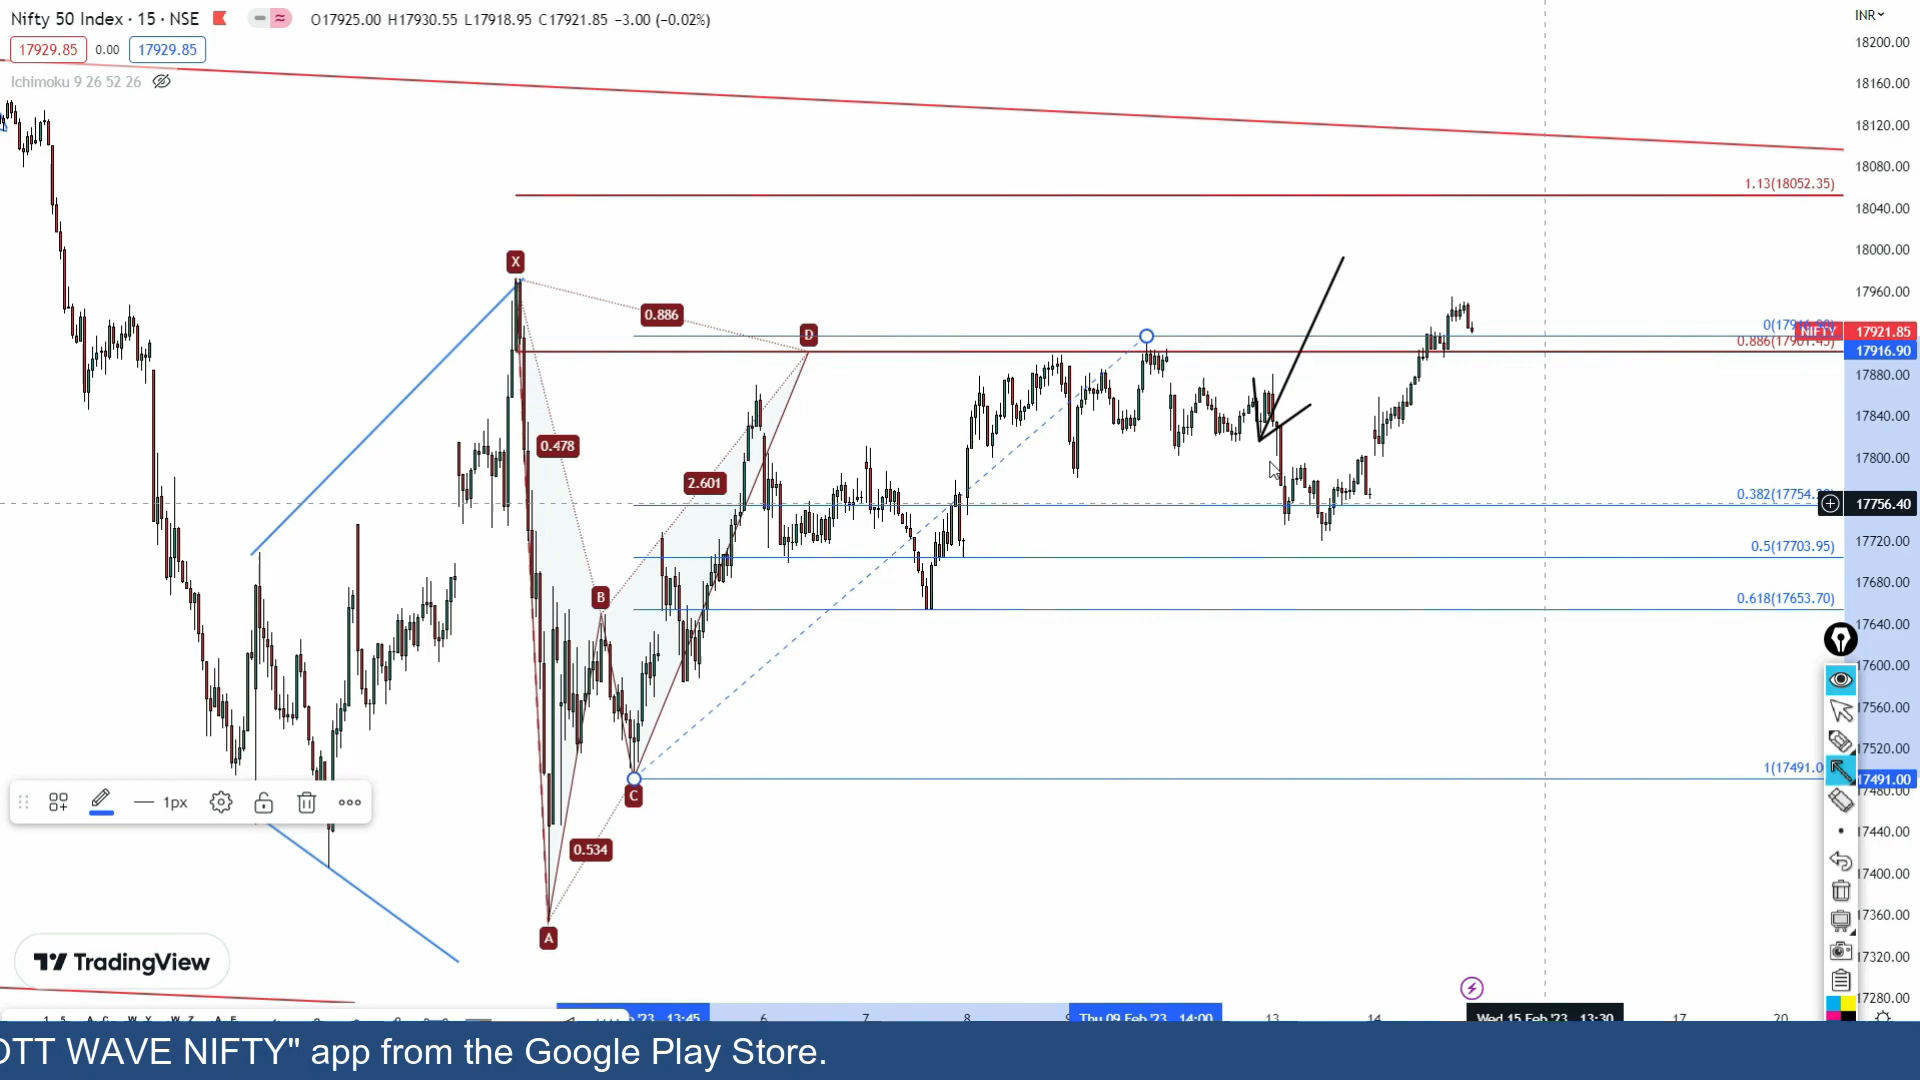 Nifty 50 Index · 15 · NSE
O17925.00 H17930.55 L17918.95 C17921.85 −3.00 (−0.02%)
INR
17929.85 0.00 17929.85
Ichimoku 9 26 52 26
18200.00
18160.00
18120.00
18080.00
1.13(18052.35)
18040.00
18000.00
X
17960.00
0.886
D
NIFTY 17921.85
17916.90
17880.00
17840.00
0.478
17800.00
2.601
0.382(17754.
17756.40
17720.00
0.5(17703.95)
17680.00
B
0.618(17653.70)
17640.00
17600.00
17560.00
17520.00
1(17491.0
17491.00
17480.00
C
1px
17440.00
0.534
17400.00
17360.00
A
TradingView
17320.00
17280.00
'23 13:45
6
7
8
Thu 09 Feb '23 14:00
13
14
Wed 15 Feb '23 13:30
17
20
OTT WAVE NIFTY" app from the Google Play Store.